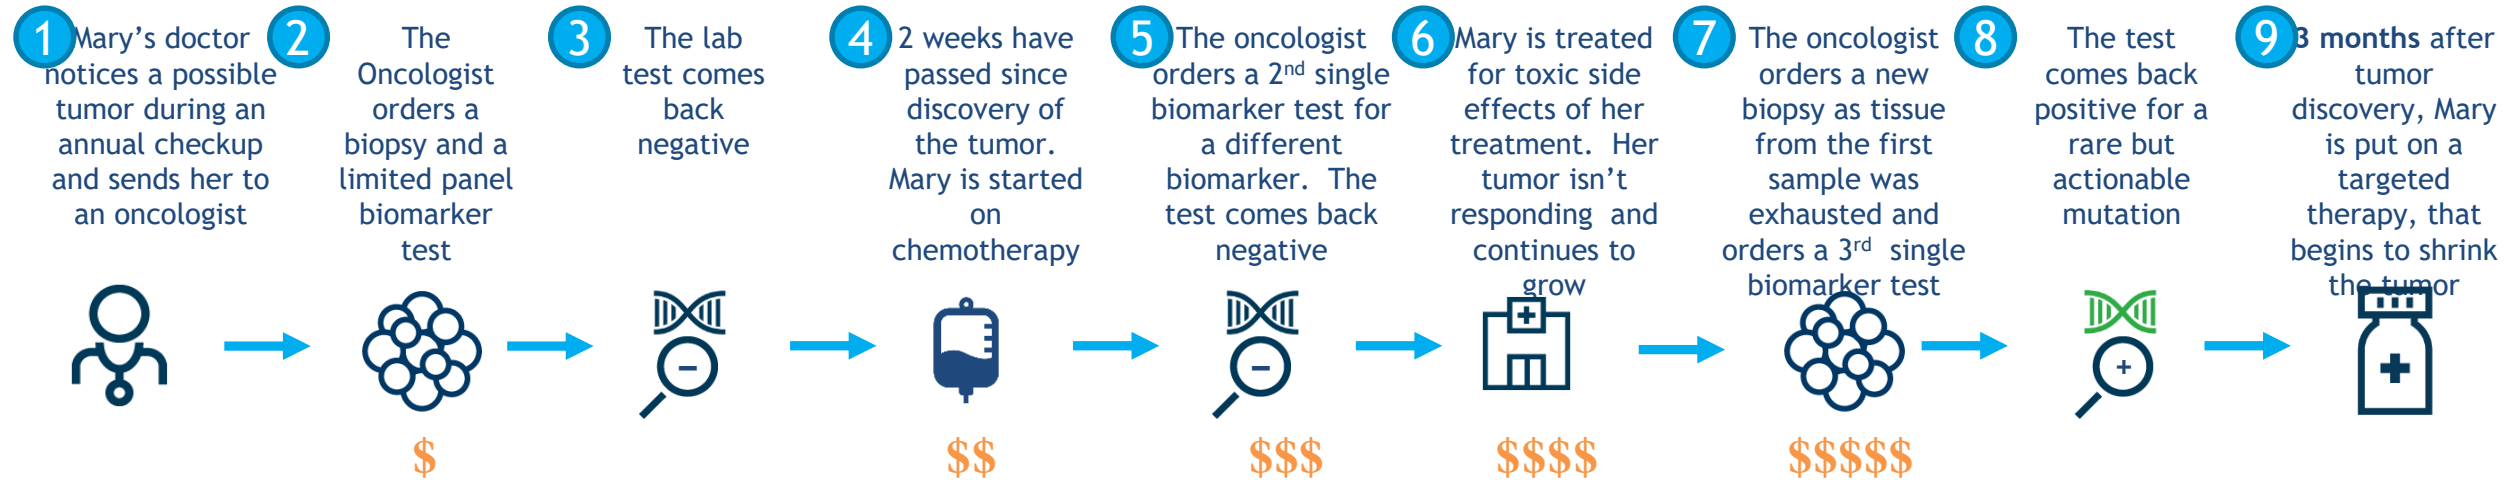 1
Mary’s doctor
notices a possible
tumor during an
annual checkup
and sends her to
an oncologist
2
The
Oncologist
orders a
biopsy and a
limited panel
biomarker
test
$
3
The lab
test comes
back
negative
-
4
2 weeks have
passed since
discovery of
the tumor.
Mary is started
on
chemotherapy
$$
5
The oncologist
orders a 2nd single
biomarker test for
a different
biomarker. The
test comes back
negative
-
$$$
6
Mary is treated
for toxic side
effects of her
treatment. Her
tumor isn’t
responding and
continues to
grow
$$$$
7
The oncologist
orders a new
biopsy as tissue
from the first
sample was
exhausted and
orders a 3rd single
biomarker test
$$$$$
8
The test
comes back
positive for a
rare but
actionable
mutation
+
9
3 months after
tumor
discovery, Mary
is put on a
targeted
therapy, that
begins to shrink
the tumor